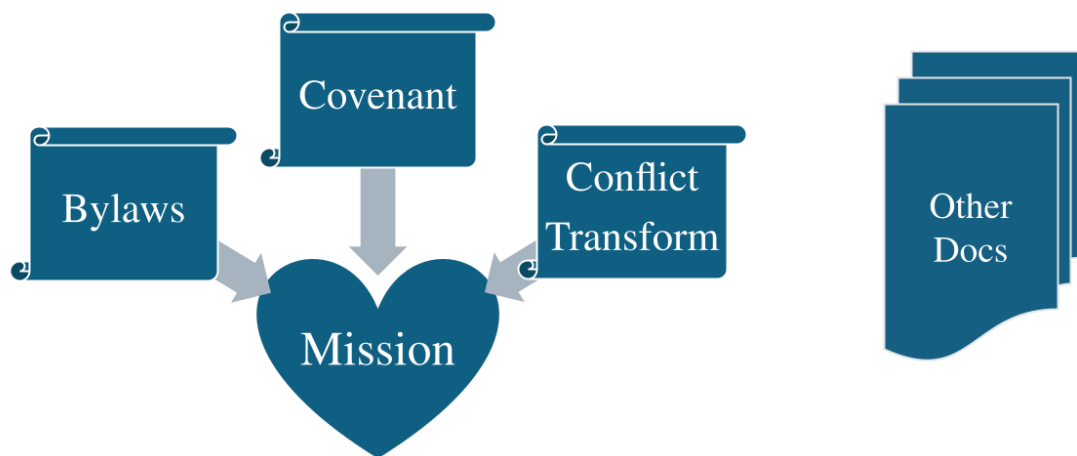 Covenant
Bylaws
Conflict
Transform
Mission
Other
Docs